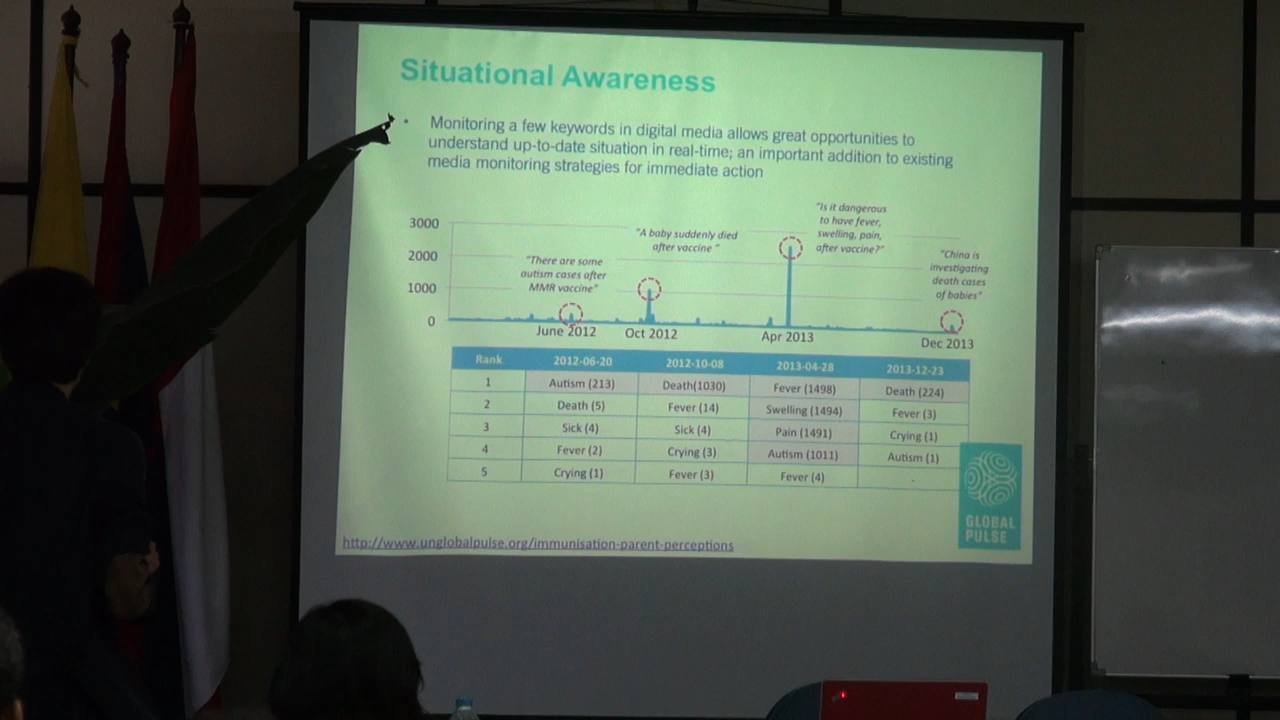 Situational Awareness
• Monitoring a few keywords in digital media allows great opportunities to
understand up-to-date situation in real-time; an important addition to existing
media monitoring strategies for immediate action
3000
2000
1000
0
"There are some
autism cases after
MMR vaccine"
"A baby suddenly died
after vaccine "
"Is it dangerous
to have fever,
swelling, pain,
after vaccine?"
"China is
investigating
death cases
of babies"
June 2012 Oct 2012 Apr 2013 Dec 2013
Rank 2012-06-20 2012-10-08 2013-04-28 2013-12-23
1 Autism (213) Death(1030) Fever (1498) Death (224)
2 Death (5) Fever (14) Swelling (1494) Fever (3)
3 Sick (4) Sick (4) Pain (1491) Crying (1)
4 Fever (2) Crying (3) Autism (1011) Autism (1)
5 Crying (1) Fever (3) Fever (4) -
GLOBAL
PULSE
http://www.unglobalpulse.org/immunisation-parent-perceptions